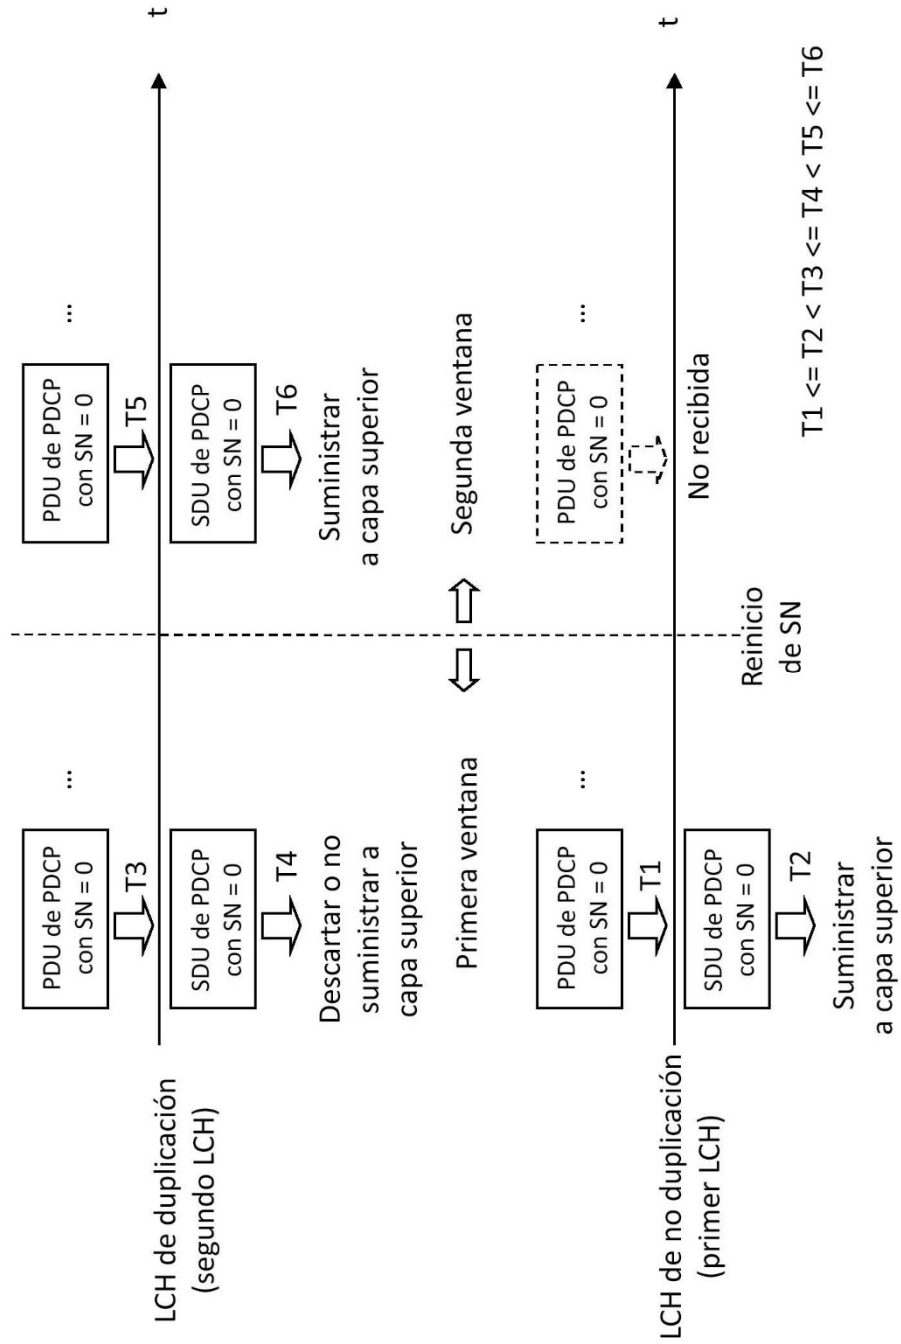 PDU de PDCP
con SN = 0
...
PDU de PDCP
con SN = 0
...
T3
T5
t
LCH de duplicación
(segundo LCH)
SDU de PDCP
con SN = 0
SDU de PDCP
con SN = 0
T4
T6
Descartar o no
suministrar a
capa superior
Suministrar
a capa superior
Primera ventana
Segunda ventana
PDU de PDCP
con SN = 0
...
PDU de PDCP
con SN = 0
...
T1
t
LCH de no duplicación
(primer LCH)
SDU de PDCP
con SN = 0
No recibida
T2
Reinicio
de SN
Suministrar
a capa superior
T1 <= T2 < T3 <= T4 < T5 <= T6